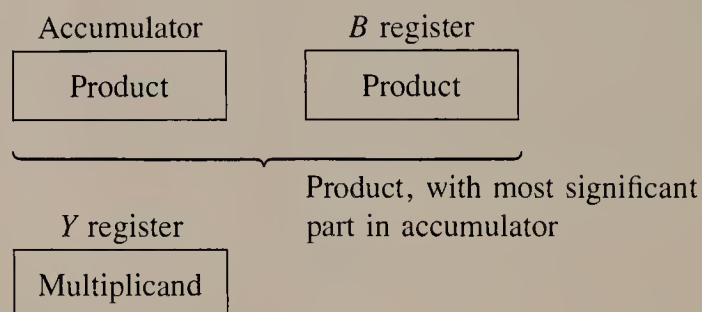 Accumulator
B register
Product
Product
Product, with most significant
part in accumulator
Y register
Multiplicand